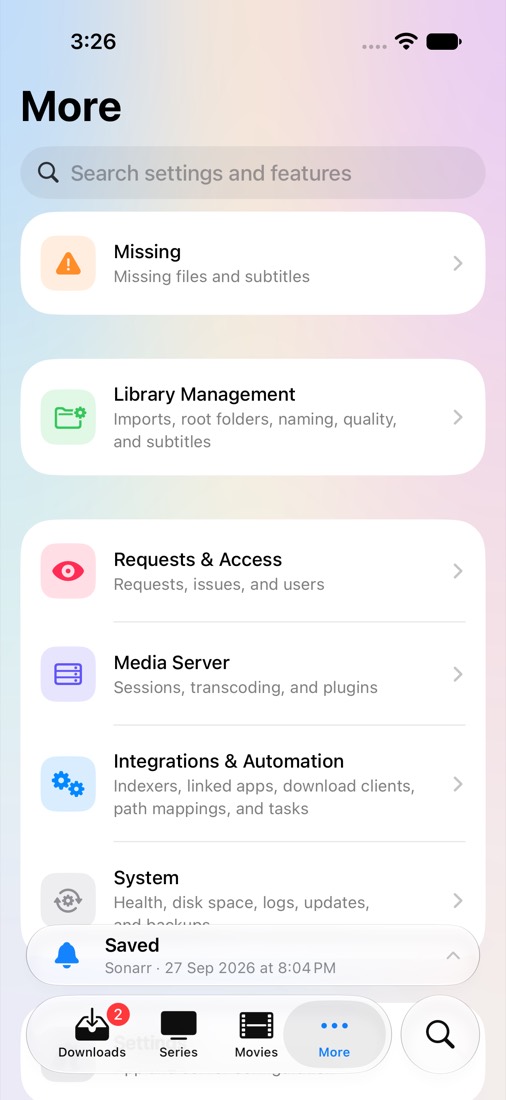 3:26
More
Search settings and features
Missing
Missing files and subtitles
Library Management
Imports, root folders, naming, quality,
and subtitles
Requests & Access
Requests, issues, and users
Media Server
Sessions, transcoding, and plugins
Integrations & Automation
Indexers, linked apps, download clients,
path mappings, and tasks
System
Health, disk space, logs, updates,
and backups
Saved
Sonarr · 27 Sep 2026 at 8:04 PM
2
Downloads
Series
Movies
More